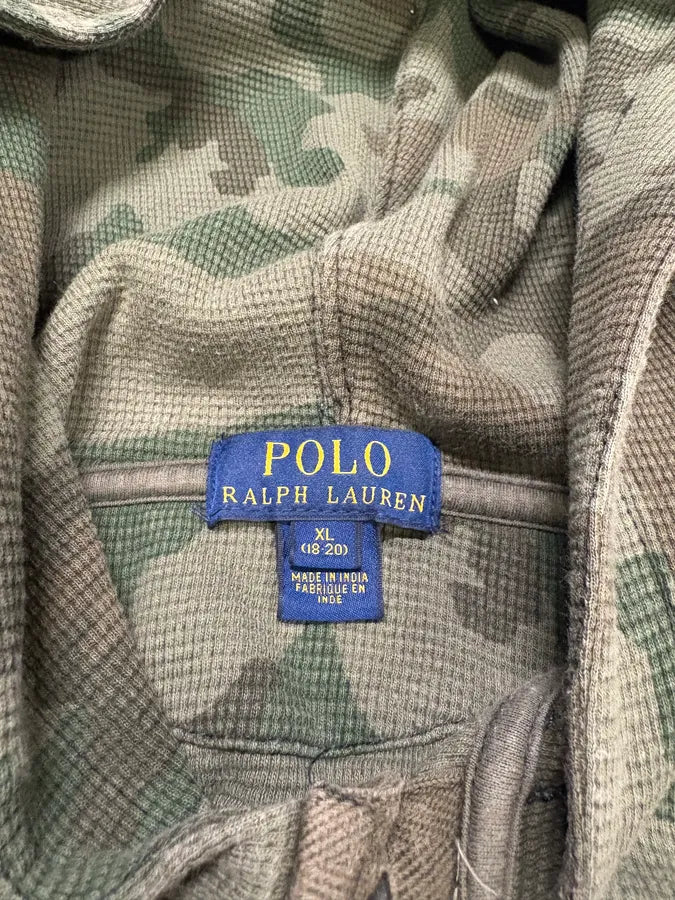 POLO
RALPH LAUREN
XL
(18-20)
MADE IN INDIA
FABRIQUE EN
INDE